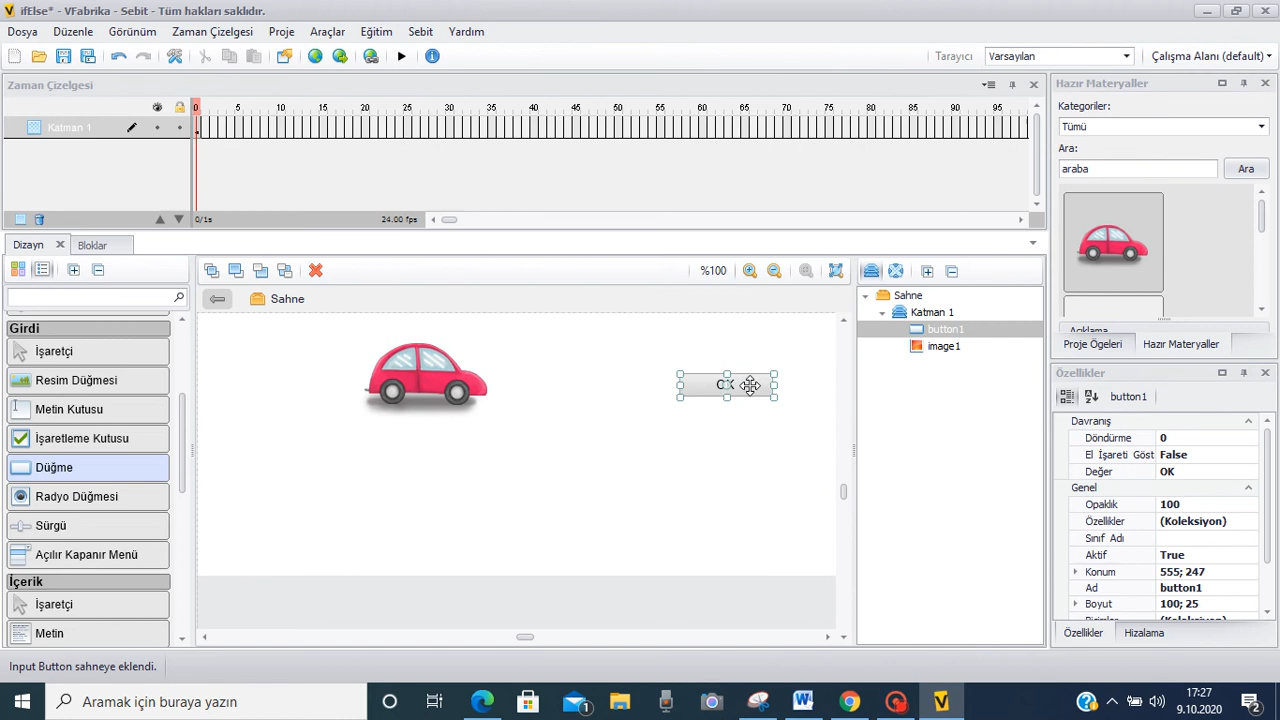 ifElse* - VFabrika - Sebit - Tüm hakları saklıdır.
Dosya Düzenle Görünüm Zaman Çizelgesi Proje Araçlar Eğitim Sebit Yardım
Tarayıcı Varsayılan Çalışma Alanı (default)
Zaman Çizelgesi
0 5 10 15 20 25 30 35 40 45 50 55 60 65 70 75 80 85 90 95
Katman 1
0/1s 24.00 fps
Hazır Materyaller
Kategoriler:
Tümü
Ara:
araba Ara
Açıklama
Proje Ögeleri Hazır Materyaller
Dizayn Bloklar
%100
Sahne
Girdi
İşaretçi
Resim Düğmesi
Metin Kutusu
İşaretleme Kutusu
Düğme
Radyo Düğmesi
Sürgü
Açılır Kapanır Menü
İçerik
İşaretçi
Metin
OK
Sahne
Katman 1
button1
image1
Özellikler
button1
Davranış
Döndürme 0
El İşareti Göst False
Değer OK
Genel
Opaklık 100
Özellikler (Koleksiyon)
Sınıf Adı
Aktif True
Konum 555; 247
Ad button1
Boyut 100; 25
(Koleksiyon)
Özellikler Hizalama
Input Button sahneye eklendi.
Aramak için buraya yazın
1
17:27
9.10.2020
2